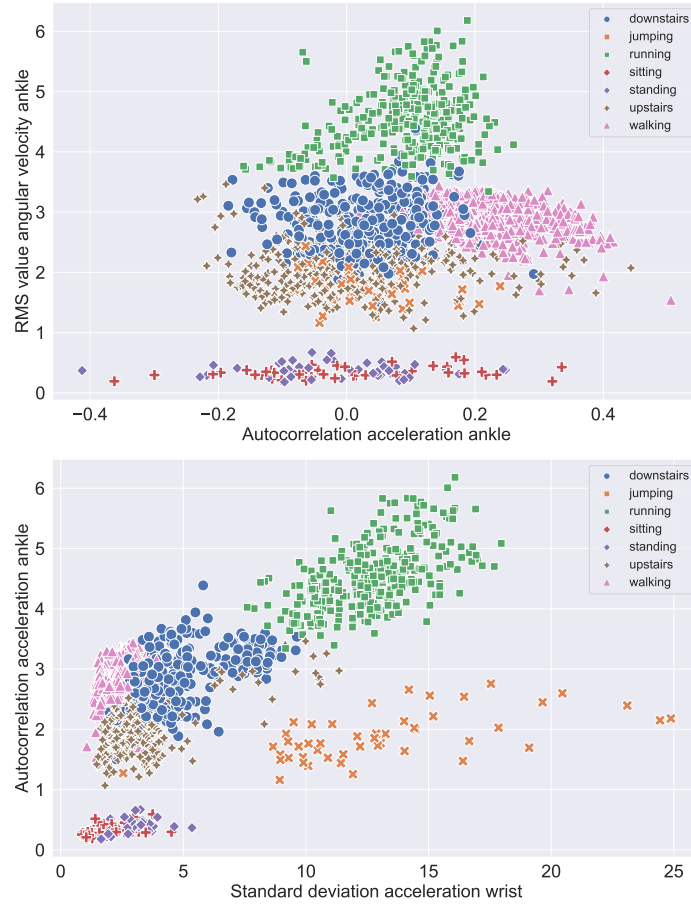 6
5
4
3
2
1
0
RMS value angular velocity ankle
−0.4
−0.2
0.0
0.2
0.4
Autocorrelation acceleration ankle
downstairs
jumping
running
sitting
standing
upstairs
walking
6
5
4
3
2
1
0
Autocorrelation acceleration ankle
0
5
10
15
20
25
Standard deviation acceleration wrist
downstairs
jumping
running
sitting
standing
upstairs
walking